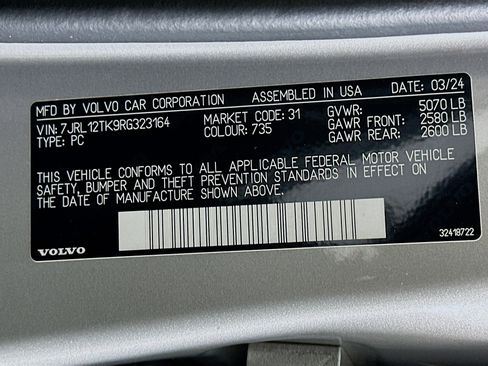 MFD BY VOLVO CAR CORPORATION ASSEMBLED IN USA DATE: 03/24
VIN: 7JRL12TK9RG323164 MARKET CODE: 31 GVWR: 5070 LB
TYPE: PC COLOUR: 735 GAWR FRONT: 2580 LB
GAWR REAR: 2600 LB
THIS VEHICLE CONFORMS TO ALL APPLICABLE FEDERAL MOTOR VEHICLE
SAFETY, BUMPER AND THEFT PREVENTION STANDARDS IN EFFECT ON
THE DATE OF MANUFACTURE SHOWN ABOVE.
VOLVO 32418722